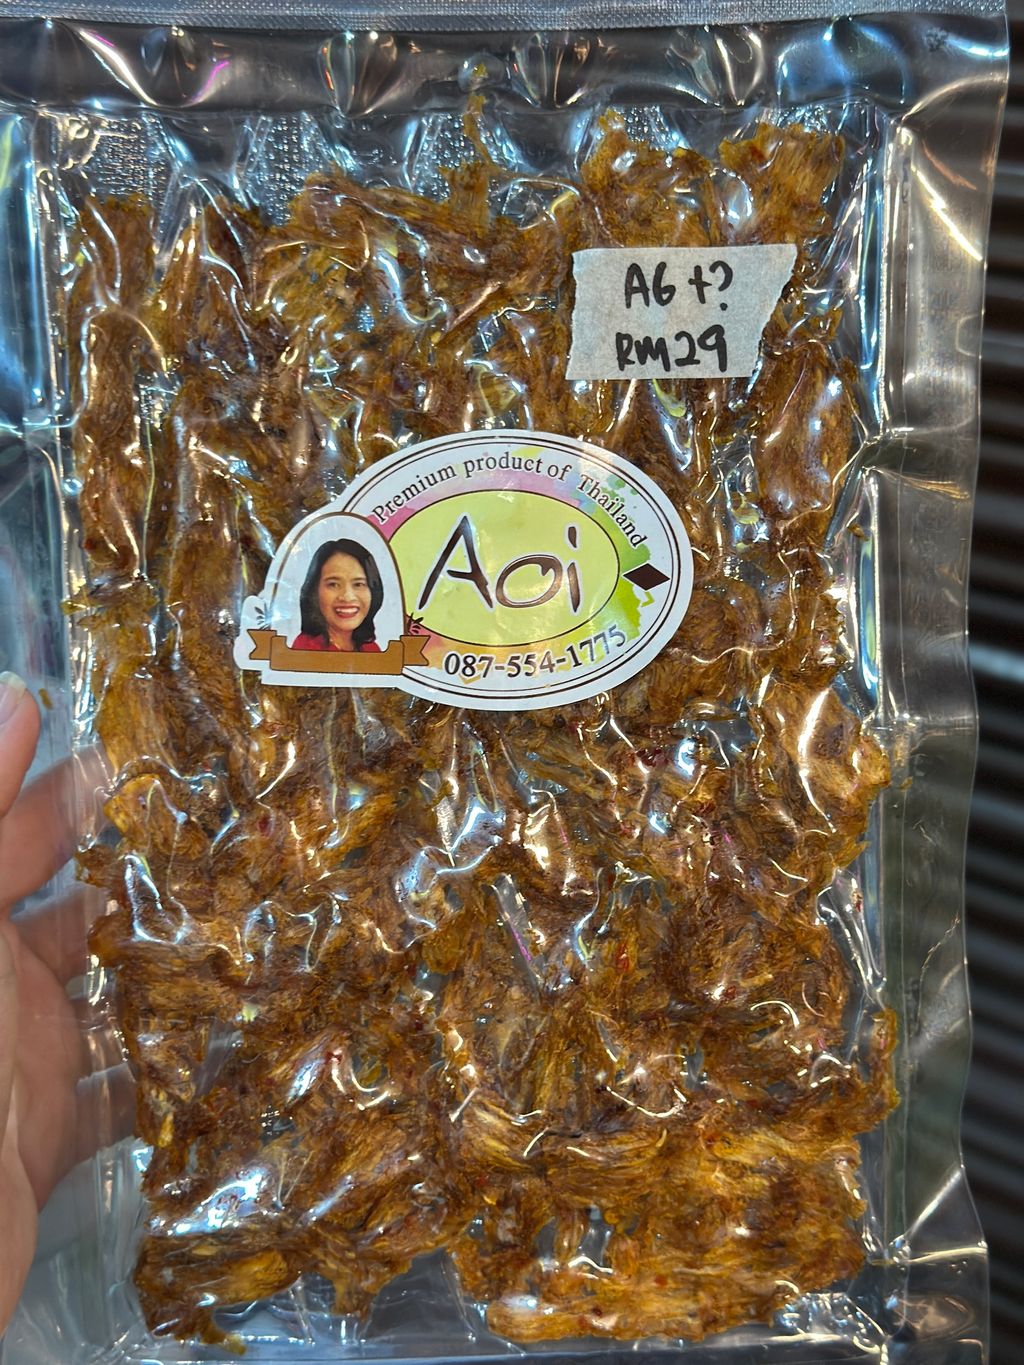 A6 +?
RM29
Premium product of Thailand
Aoi
087-554-1775